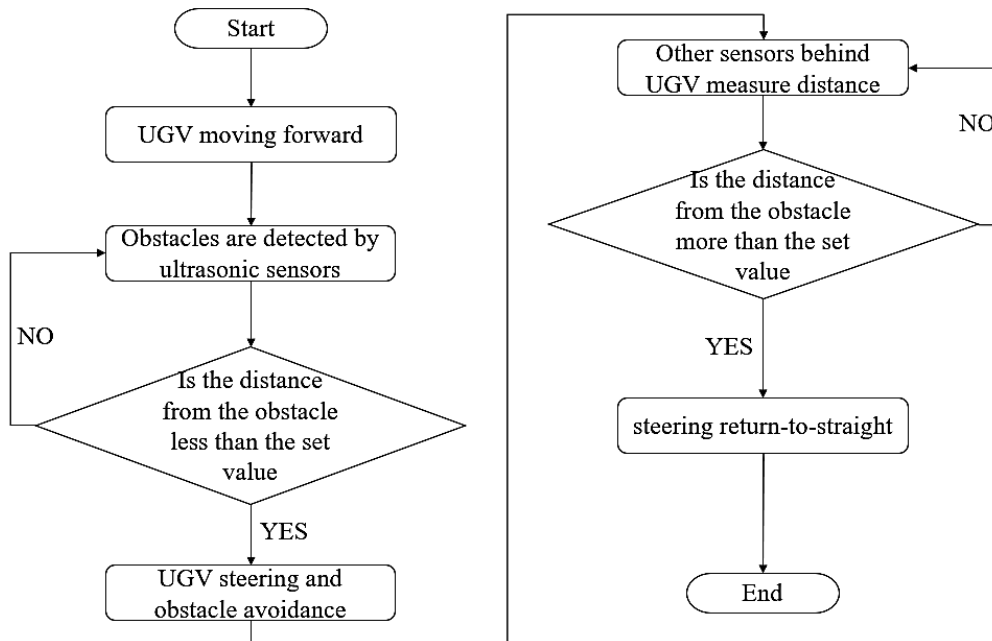 Start
UGV moving forward
Obstacles are detected by
ultrasonic sensors
NO
Is the distance
from the obstacle
less than the set
value
YES
UGV steering and
obstacle avoidance
Other sensors behind
UGV measure distance
NO
Is the distance
from the obstacle
more than the set
value
YES
steering return-to-straight
End